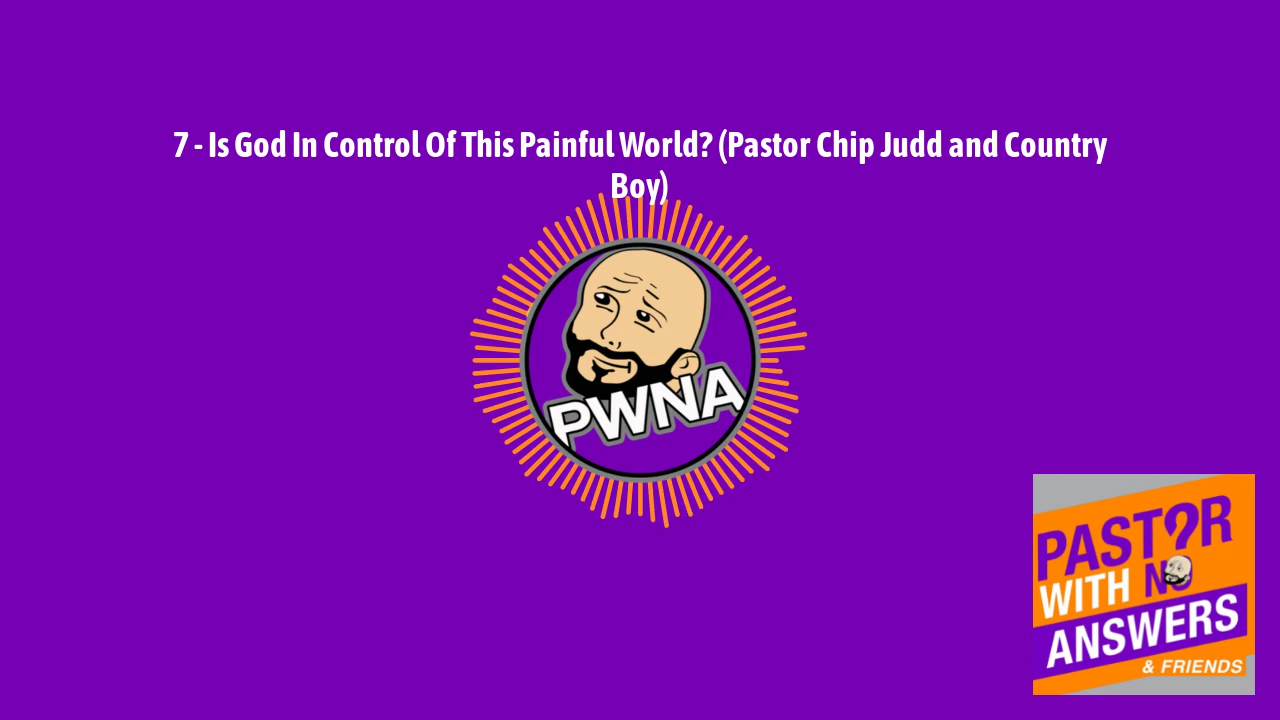 7 - Is God In Control Of This Painful World? (Pastor Chip Judd and Country
Boy)
PWNA
PAST?R
WITH NO
ANSWERS
& FRIENDS